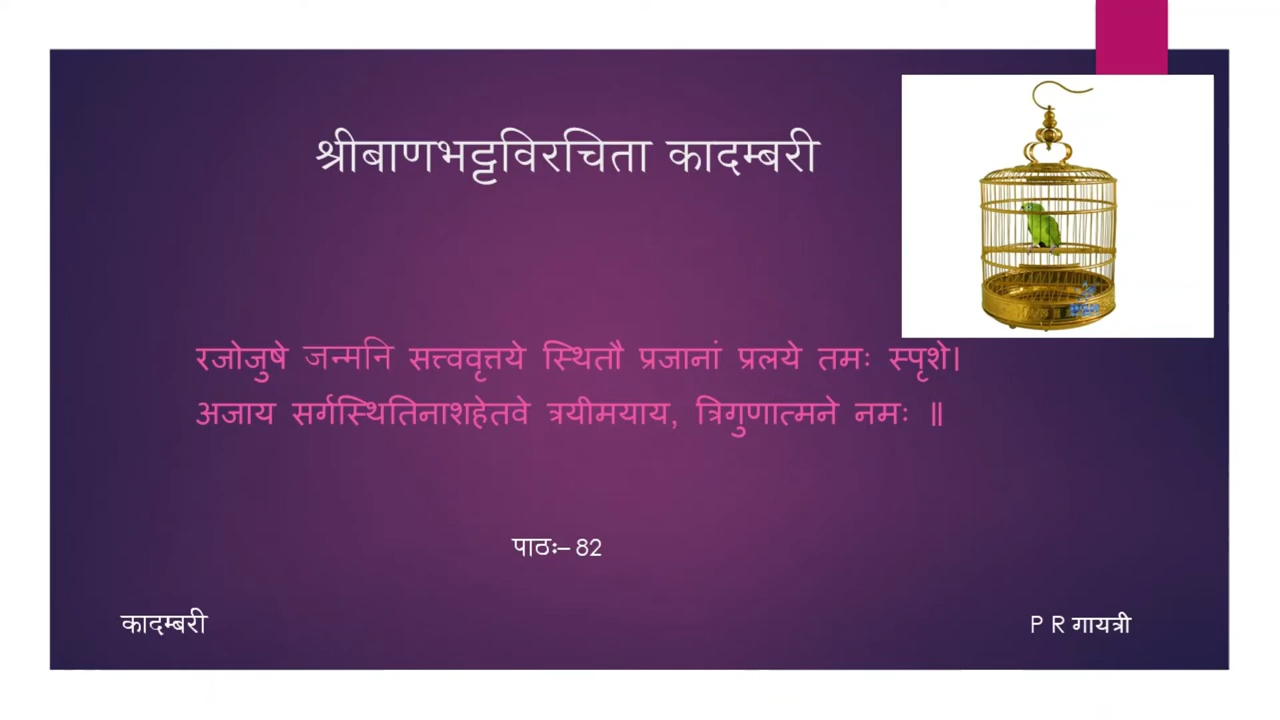 श्रीबाणभट्टविरचिता कादम्बरी
रजोजुषे जन्मनि सत्त्ववृत्तये स्थितौ प्रजानां प्रलये तमः स्पृशे।
अजाय सर्गस्थितिनाशहेतवे त्रयीमयाय, त्रिगुणात्मने नमः ॥
पाठः– 82
कादम्बरी
P R गायत्री